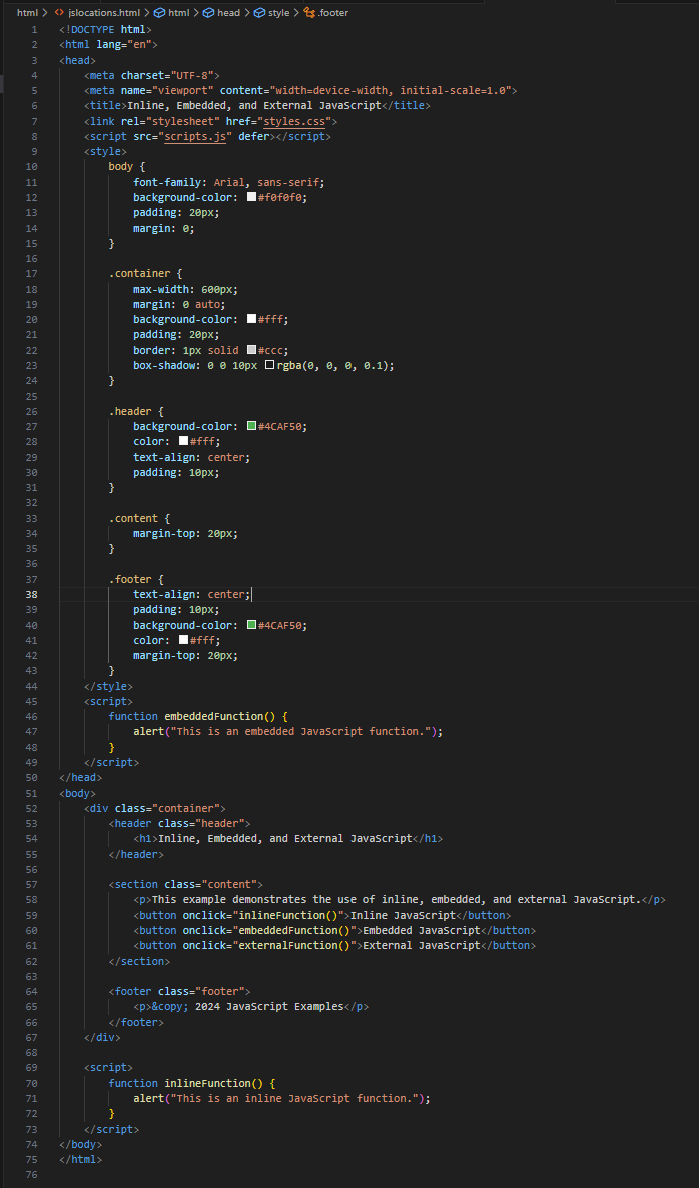 html > jslocations.html > html > head > style > .footer
1 <!DOCTYPE html>
2 <html lang="en">
3 <head>
4     <meta charset="UTF-8">
5     <meta name="viewport" content="width=device-width, initial-scale=1.0">
6     <title>Inline, Embedded, and External JavaScript</title>
7     <link rel="stylesheet" href="styles.css">
8     <script src="scripts.js" defer></script>
9     <style>
10         body {
11             font-family: Arial, sans-serif;
12             background-color: #f0f0f0;
13             padding: 20px;
14             margin: 0;
15         }
16
17         .container {
18             max-width: 600px;
19             margin: 0 auto;
20             background-color: #fff;
21             padding: 20px;
22             border: 1px solid #ccc;
23             box-shadow: 0 0 10px rgba(0, 0, 0, 0.1);
24         }
25
26         .header {
27             background-color: #4CAF50;
28             color: #fff;
29             text-align: center;
30             padding: 10px;
31         }
32
33         .content {
34             margin-top: 20px;
35         }
36
37         .footer {
38             text-align: center;
39             padding: 10px;
40             background-color: #4CAF50;
41             color: #fff;
42             margin-top: 20px;
43         }
44     </style>
45     <script>
46         function embeddedFunction() {
47             alert("This is an embedded JavaScript function.");
48         }
49     </script>
50 </head>
51 <body>
52     <div class="container">
53         <header class="header">
54             <h1>Inline, Embedded, and External JavaScript</h1>
55         </header>
56
57         <section class="content">
58             <p>This example demonstrates the use of inline, embedded, and external JavaScript.</p>
59             <button onclick="inlineFunction()">Inline JavaScript</button>
60             <button onclick="embeddedFunction()">Embedded JavaScript</button>
61             <button onclick="externalFunction()">External JavaScript</button>
62         </section>
63
64         <footer class="footer">
65             <p>&copy; 2024 JavaScript Examples</p>
66         </footer>
67     </div>
68
69     <script>
70         function inlineFunction() {
71             alert("This is an inline JavaScript function.");
72         }
73     </script>
74 </body>
75 </html>
76